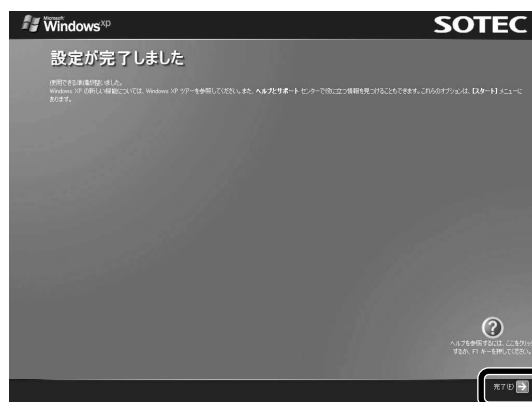 Microsoft
Windows xp
SOTEC
設定が完了しました
使用できる準備が整いました。
Windows XP の新しい機能については、Windows XP ツアーを参照してください。また、ヘルプとサポート センターで役に立つ情報を見つけることもできます。これらのオプションは、[スタート] メニューに
あります。
ヘルプを参照するには、ここをクリック
するか、F1 キーを押してください。
完了(F)